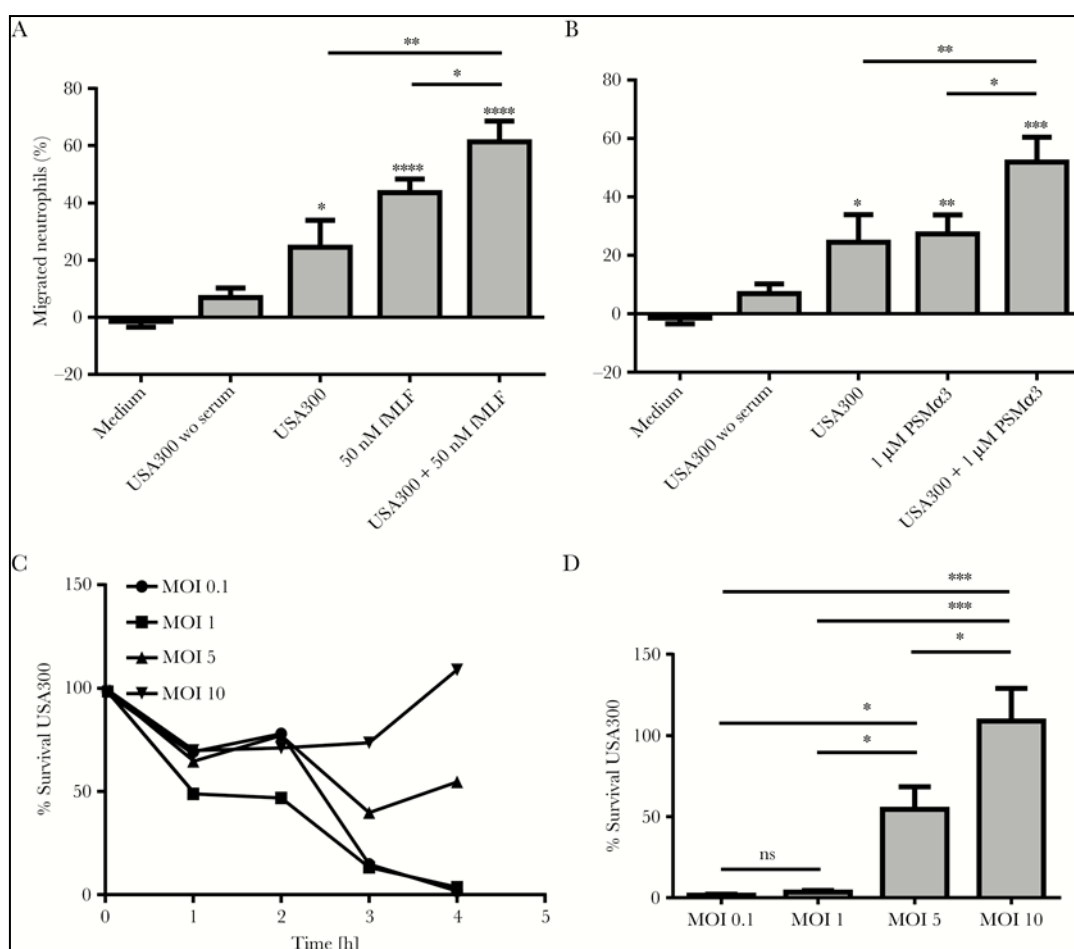 A
**
*
80
60
40
20
0
–20
Migrated neutrophils (%)
*
****
****
Medium
USA300 wo serum
USA300
50 nM fMLF
USA300 + 50 nM fMLF
B
**
*
80
60
40
20
0
–20
*
**
***
Medium
USA300 wo serum
USA300
1 µM PSMα3
USA300 + 1 µM PSMα3
C
150
100
50
0
% Survival USA300
MOI 0.1
MOI 1
MOI 5
MOI 10
0 1 2 3 4 5
Time [h]
D
***
***
*
*
*
ns
150
100
50
0
% Survival USA300
MOI 0.1 MOI 1 MOI 5 MOI 10